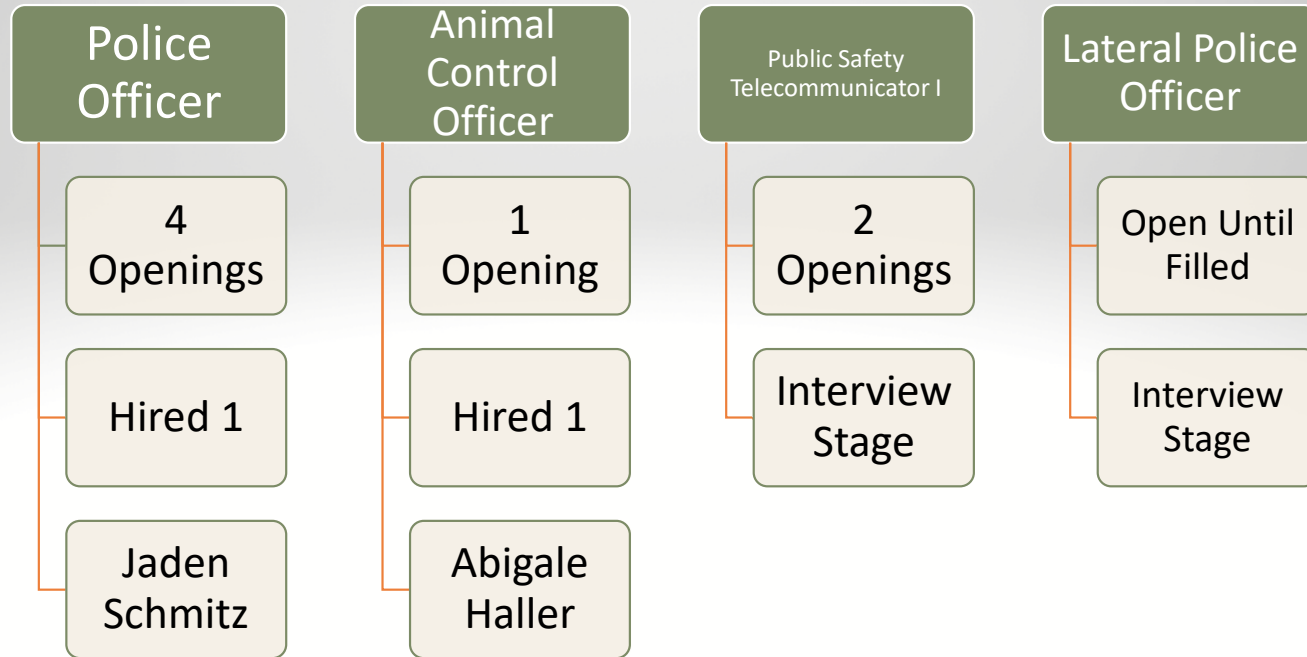 Police
Officer
4
Openings
Hired 1
Jaden
Schmitz
Animal
Control
Officer
1
Opening
Hired 1
Abigale
Haller
Public Safety
Telecommunicator I
2
Openings
Interview
Stage
Lateral Police
Officer
Open Until
Filled
Interview
Stage